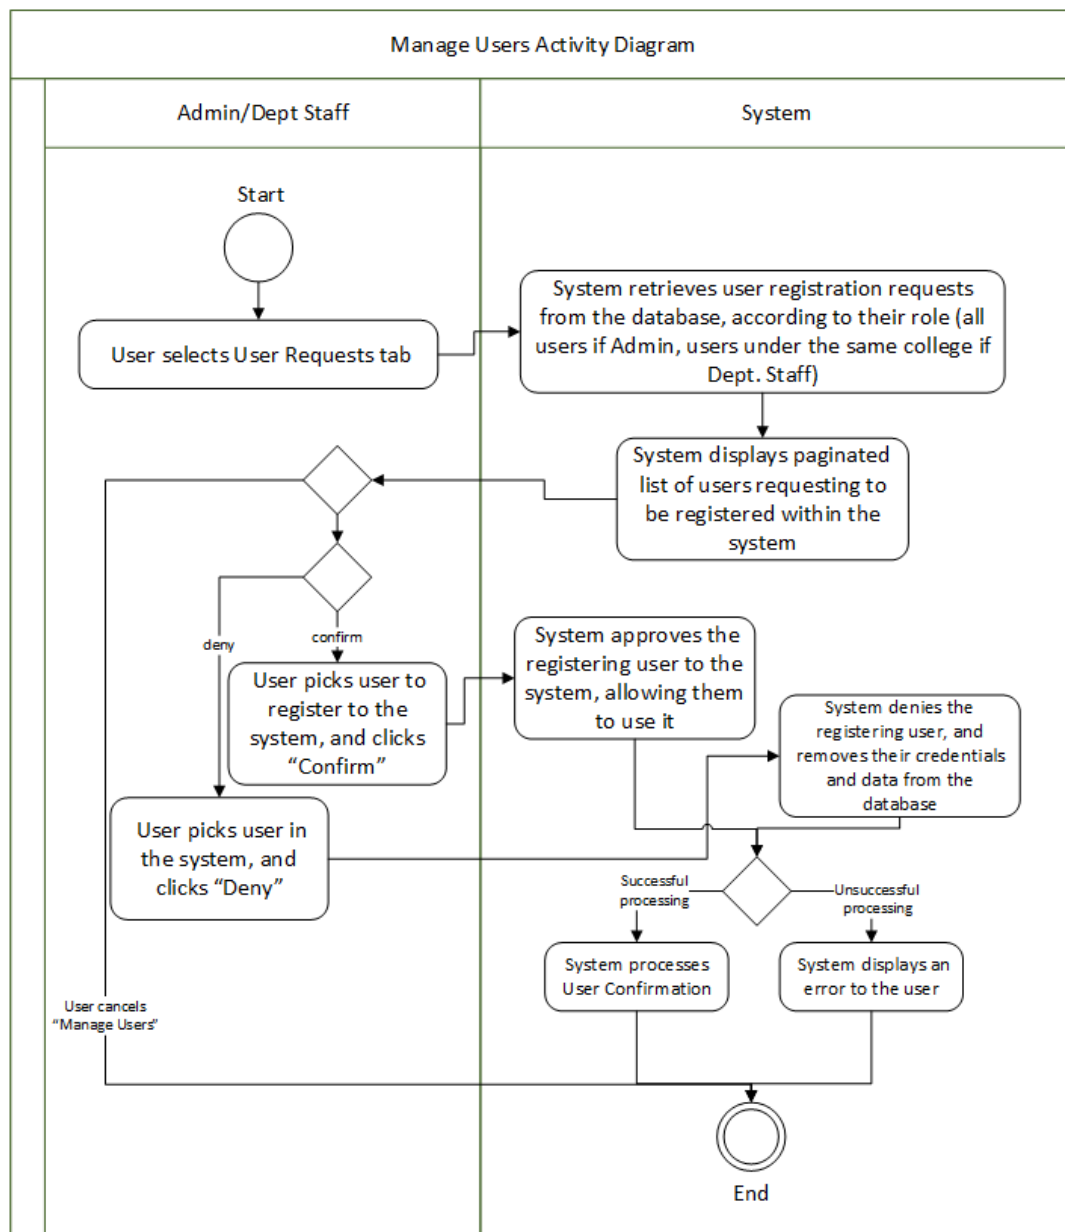 Manage Users Activity Diagram
Admin/Dept Staff
System
Start
User selects User Requests tab
System retrieves user registration requests
from the database, according to their role (all
users if Admin, users under the same college if
Dept. Staff)
System displays paginated
list of users requesting to
be registered within the
system
deny
confirm
User picks user to
register to the
system, and clicks
“Confirm”
System approves the
registering user to the
system, allowing them
to use it
System denies the
registering user, and
removes their credentials
and data from the
database
User picks user in
the system, and
clicks “Deny”
Successful
processing
Unsuccessful
processing
System processes
User Confirmation
System displays an
error to the user
User cancels
“Manage Users”
End